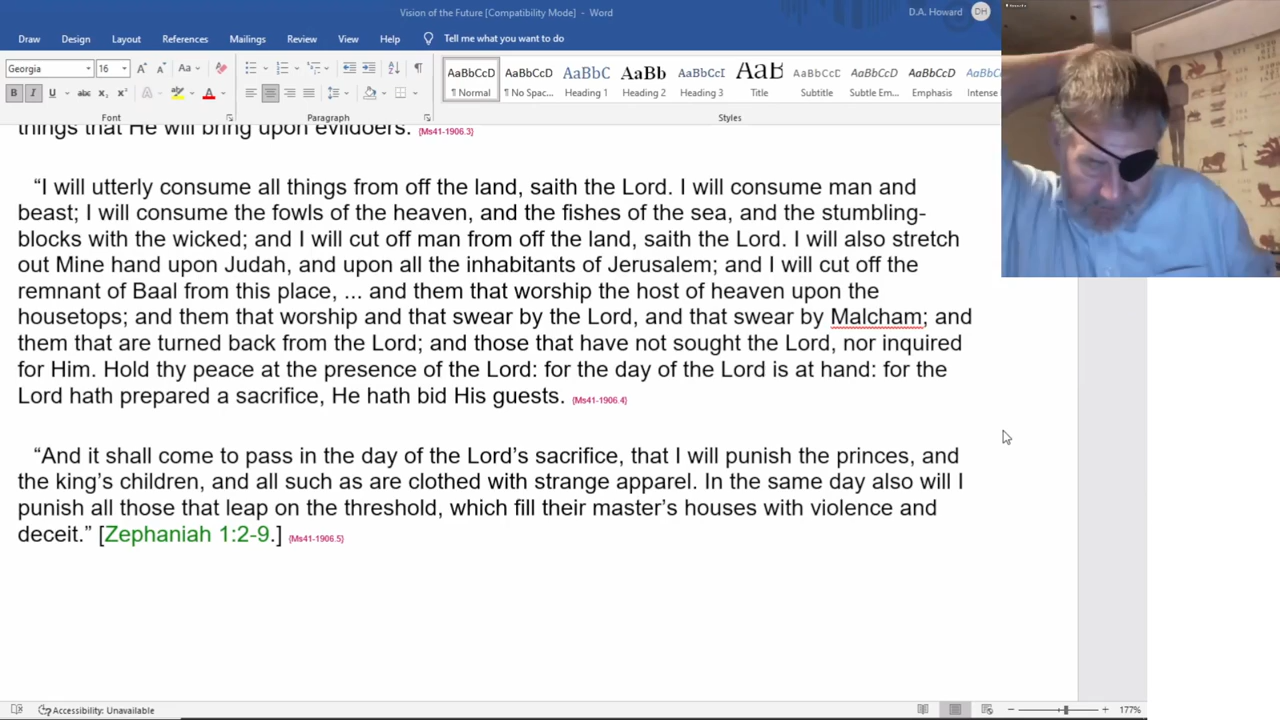 Vision of the Future [Compatibility Mode] - Word
D.A. Howard
DH
Draw Design Layout References Mailings Review View Help Tell me what you want to do
Georgia 16
Aa
AaBbCcD AaBbCcD AaBbC AaBb AaBbCcI AaB AaBbCcD AaBbCcD AaBbCcD AaBbCcD
¶ Normal ¶ No Spac... Heading 1 Heading 2 Heading 3 Title Subtitle Subtle Em... Emphasis Intense
Font Paragraph Styles
things that He will bring upon evildoers. {Ms41-1906.3}
“I will utterly consume all things from off the land, saith the Lord. I will consume man and
beast; I will consume the fowls of the heaven, and the fishes of the sea, and the stumbling-
blocks with the wicked; and I will cut off man from off the land, saith the Lord. I will also stretch
out Mine hand upon Judah, and upon all the inhabitants of Jerusalem; and I will cut off the
remnant of Baal from this place, ... and them that worship the host of heaven upon the
housetops; and them that worship and that swear by the Lord, and that swear by Malcham; and
them that are turned back from the Lord; and those that have not sought the Lord, nor inquired
for Him. Hold thy peace at the presence of the Lord: for the day of the Lord is at hand: for the
Lord hath prepared a sacrifice, He hath bid His guests. {Ms41-1906.4}
“And it shall come to pass in the day of the Lord’s sacrifice, that I will punish the princes, and
the king’s children, and all such as are clothed with strange apparel. In the same day also will I
punish all those that leap on the threshold, which fill their master’s houses with violence and
deceit.” [Zephaniah 1:2-9.] {Ms41-1906.5}
Accessibility: Unavailable
177%